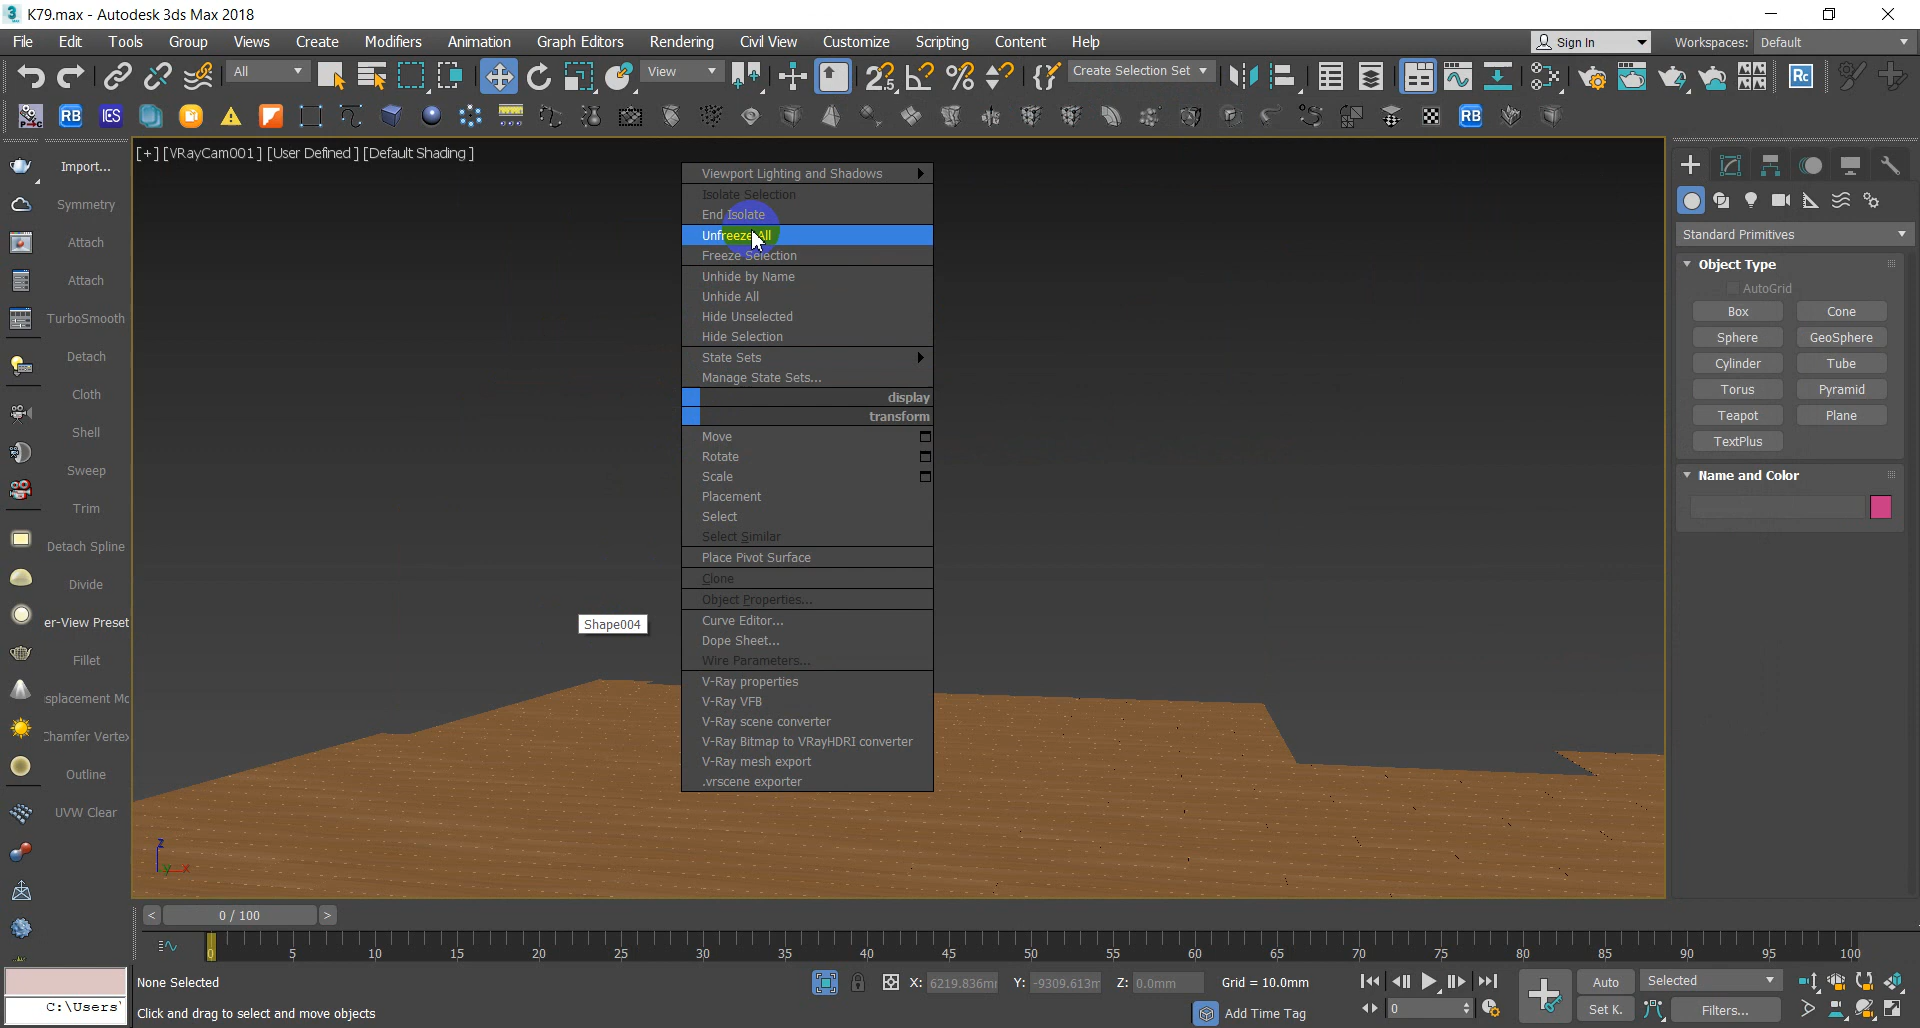 K79.max - Autodesk 3ds Max 2018
File Edit Tools Group Views Create Modifiers Animation Graph Editors Rendering Civil View Customize Scripting Content Help Sign In Workspaces: Default
All View Create Selection Set Rc
RB IES RB
[+] [VRayCam001] [User Defined] [Default Shading]
Import...
Symmetry
Attach
Attach
TurboSmooth
Detach
Cloth
Shell
Sweep
Trim
Detach Spline
Divide
er-View Preset
Fillet
splacement Mo
Chamfer Vertex
Outline
UVW Clear
Viewport Lighting and Shadows
Isolate Selection
End Isolate
Unfreeze All
Freeze Selection
Unhide by Name
Unhide All
Hide Unselected
Hide Selection
State Sets
Manage State Sets...
display
transform
Move
Rotate
Scale
Placement
Select
Select Similar
Place Pivot Surface
Clone
Object Properties...
Curve Editor...
Dope Sheet...
Wire Parameters...
V-Ray properties
V-Ray VFB
V-Ray scene converter
V-Ray Bitmap to VRayHDRI converter
V-Ray mesh export
.vrscene exporter
Shape004
z
y x
Standard Primitives
Object Type
AutoGrid
Box Cone
Sphere GeoSphere
Cylinder Tube
Torus Pyramid
Teapot Plane
TextPlus
Name and Color
< 0 / 100 >
0 5 10 15 20 25 30 35 40 45 50 55 60 65 70 75 80 85 90 95 100
None Selected X: 6219.836m Y: -9309.613m Z: 0.0mm Grid = 10.0mm Auto Selected
C:\Users' Click and drag to select and move objects Add Time Tag 0 Set K. Filters...